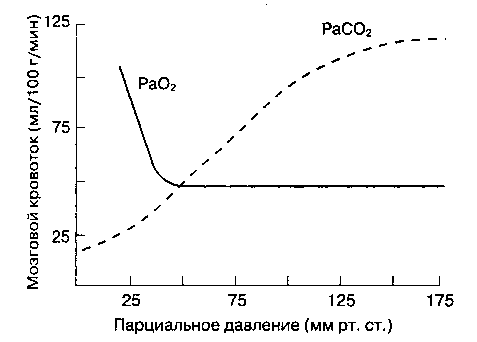 Мозговой кровоток (мл/100 г/мин)
125
75
25
PaO₂
PaCO₂
25 75 125 175
Парциальное давление (мм рт. ст.)